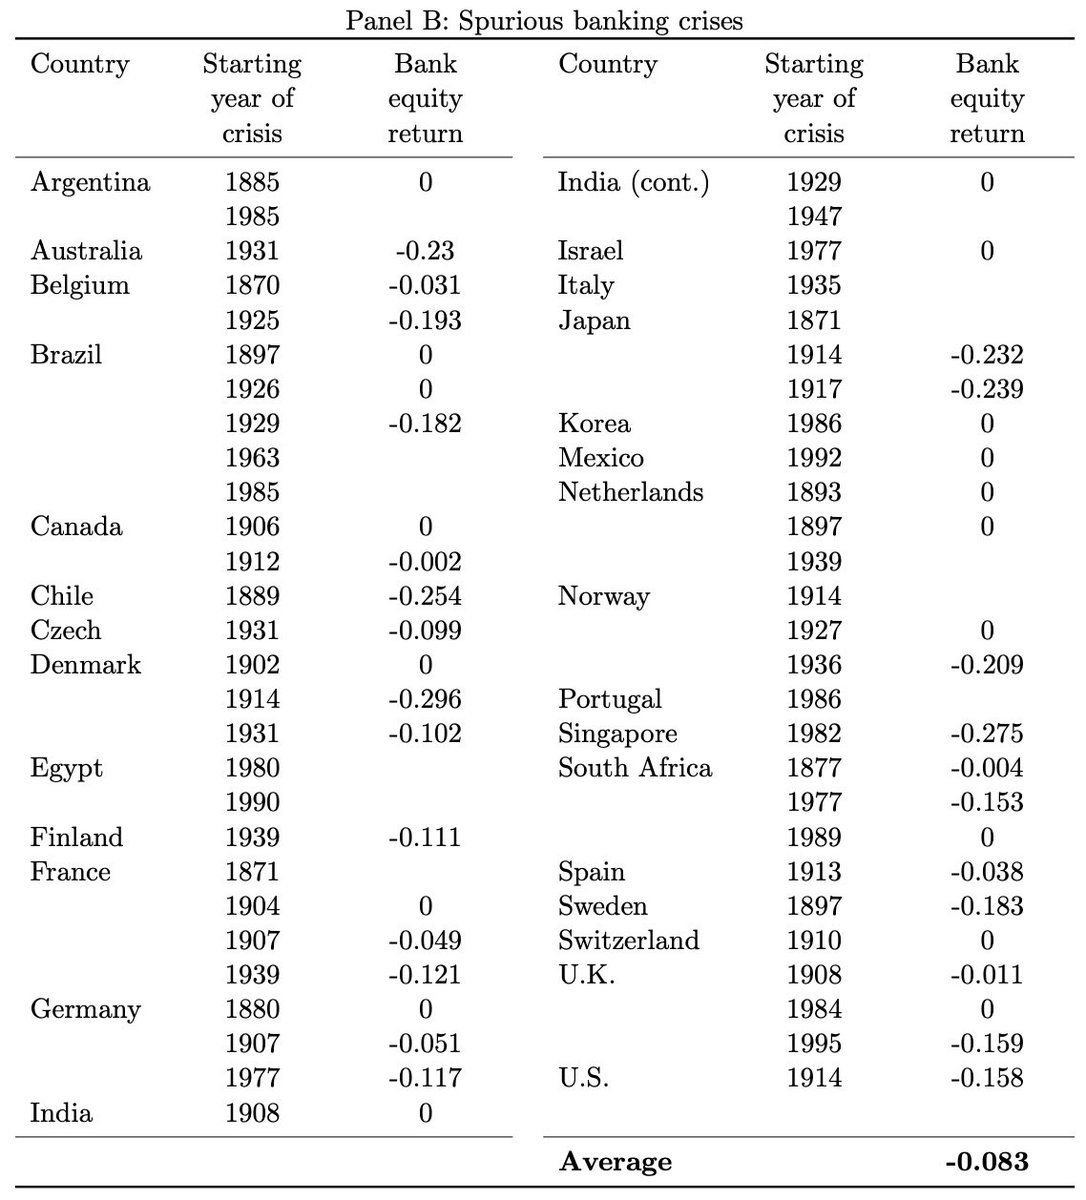 Panel B: Spurious banking crises
Country Starting year of crisis Bank equity return Country Starting year of crisis Bank equity return
Argentina 1885 0 India (cont.) 1929 0
1985 1947
Australia 1931 -0.23 Israel 1977 0
Belgium 1870 -0.031 Italy 1935
1925 -0.193 Japan 1871
Brazil 1897 0 1914 -0.232
1926 0 1917 -0.239
1929 -0.182 Korea 1986 0
1963 Mexico 1992 0
1985 Netherlands 1893 0
Canada 1906 0 1897 0
1912 -0.002 1939
Chile 1889 -0.254 Norway 1914
Czech 1931 -0.099 1927 0
Denmark 1902 0 1936 -0.209
1914 -0.296 Portugal 1986
1931 -0.102 Singapore 1982 -0.275
Egypt 1980 South Africa 1877 -0.004
1990 1977 -0.153
Finland 1939 -0.111 1989 0
France 1871 Spain 1913 -0.038
1904 0 Sweden 1897 -0.183
1907 -0.049 Switzerland 1910 0
1939 -0.121 U.K. 1908 -0.011
Germany 1880 0 1984 0
1907 -0.051 1995 -0.159
1977 -0.117 U.S. 1914 -0.158
India 1908 0
Average -0.083